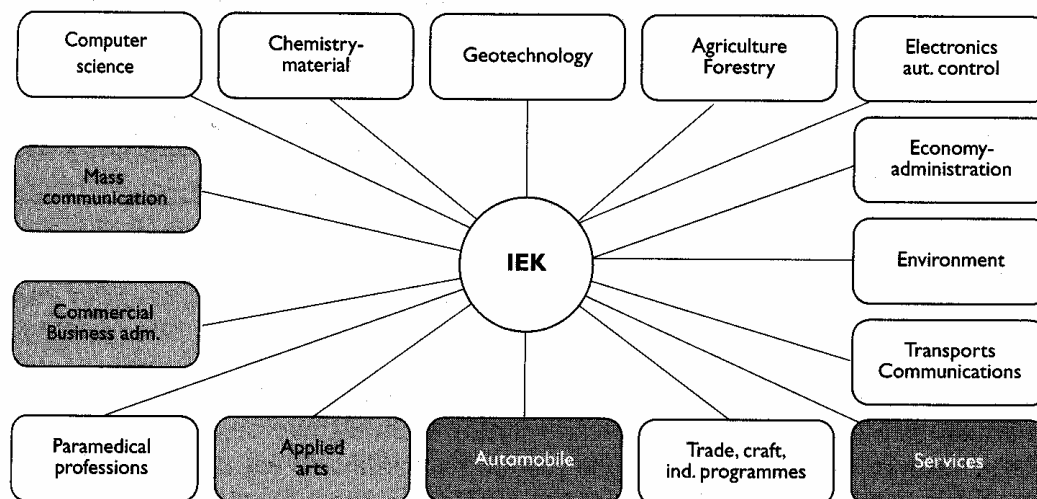 Computer
science
Chemistry-
material
Geotechnology
Agriculture
Forestry
Electronics
aut. control
Mass
communication
Economy-
administration
IEK
Environment
Commercial
Business adm.
Transports
Communications
Paramedical
professions
Applied
arts
Automobile
Trade, craft,
ind. programmes
Services